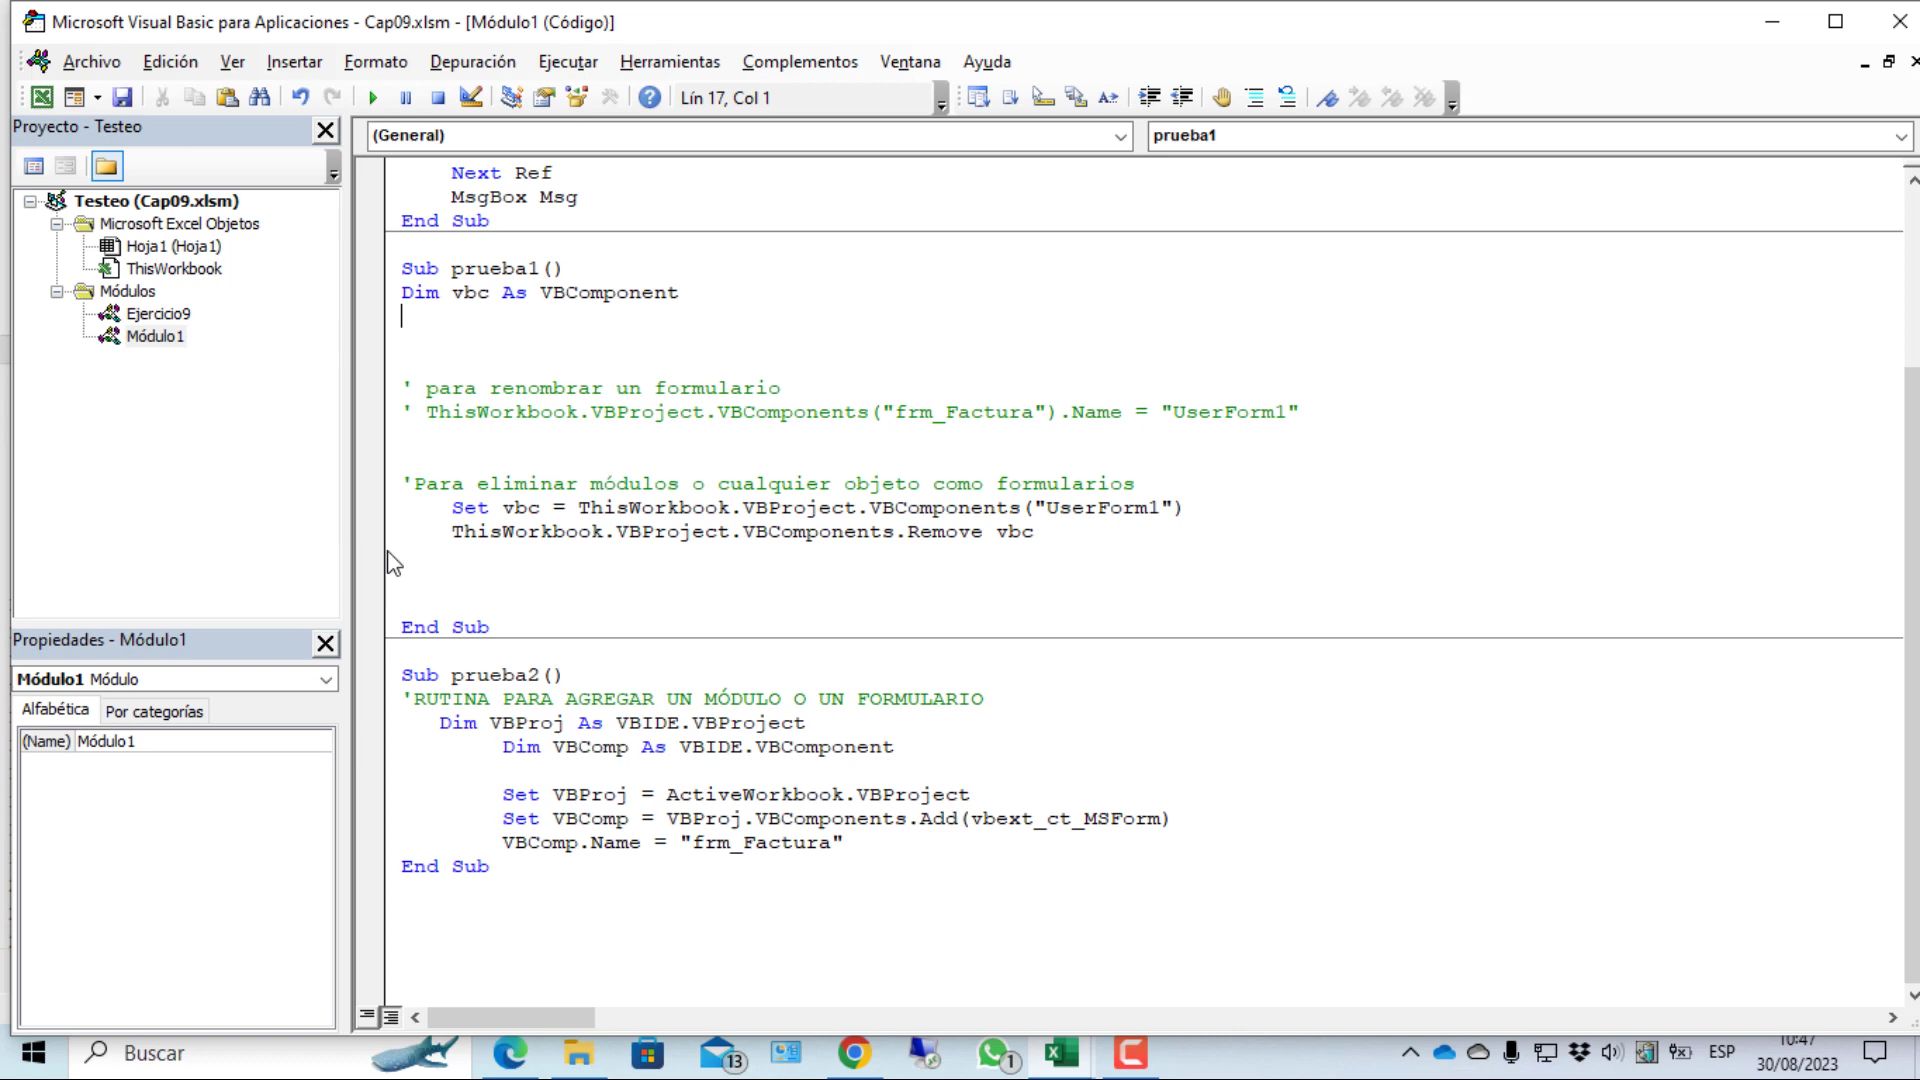 Microsoft Visual Basic para Aplicaciones - Cap09.xlsm - [Módulo1 (Código)]
Archivo Edición Ver Insertar Formato Depuración Ejecutar Herramientas Complementos Ventana Ayuda
Lín 17, Col 1
Proyecto - Testeo
(General)
prueba1
Testeo (Cap09.xlsm)
Microsoft Excel Objetos
Hoja1 (Hoja1)
ThisWorkbook
Módulos
Ejercicio9
Módulo1
Propiedades - Módulo1
Módulo1 Módulo
Alfabética Por categorías
(Name) Módulo1
Next Ref
MsgBox Msg
End Sub
Sub prueba1()
Dim vbc As VBComponent
' para renombrar un formulario
' ThisWorkbook.VBProject.VBComponents("frm_Factura").Name = "UserForm1"
'Para eliminar módulos o cualquier objeto como formularios
Set vbc = ThisWorkbook.VBProject.VBComponents("UserForm1")
ThisWorkbook.VBProject.VBComponents.Remove vbc
End Sub
Sub prueba2()
'RUTINA PARA AGREGAR UN MÓDULO O UN FORMULARIO
Dim VBProj As VBIDE.VBProject
Dim VBComp As VBIDE.VBComponent
Set VBProj = ActiveWorkbook.VBProject
Set VBComp = VBProj.VBComponents.Add(vbext_ct_MSForm)
VBComp.Name = "frm_Factura"
End Sub
Buscar
13
1
ESP
10:47
30/08/2023